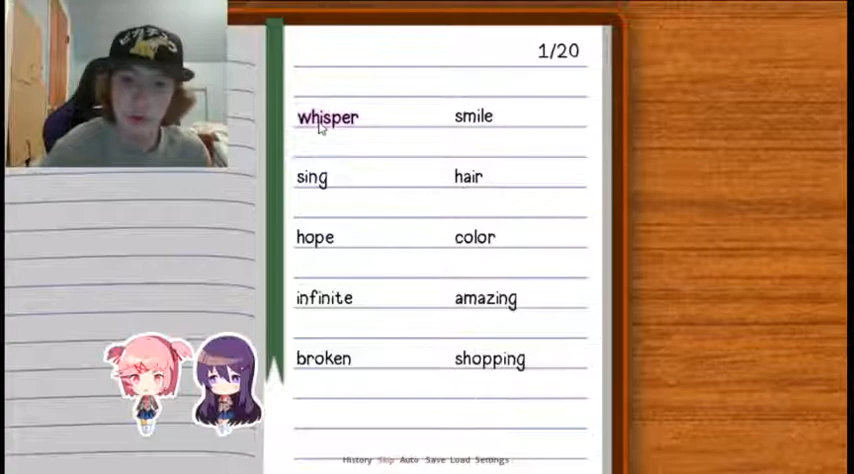 1/20
whisper smile
sing hair
hope color
infinite amazing
broken shopping
History Skip Auto Save Load Settings